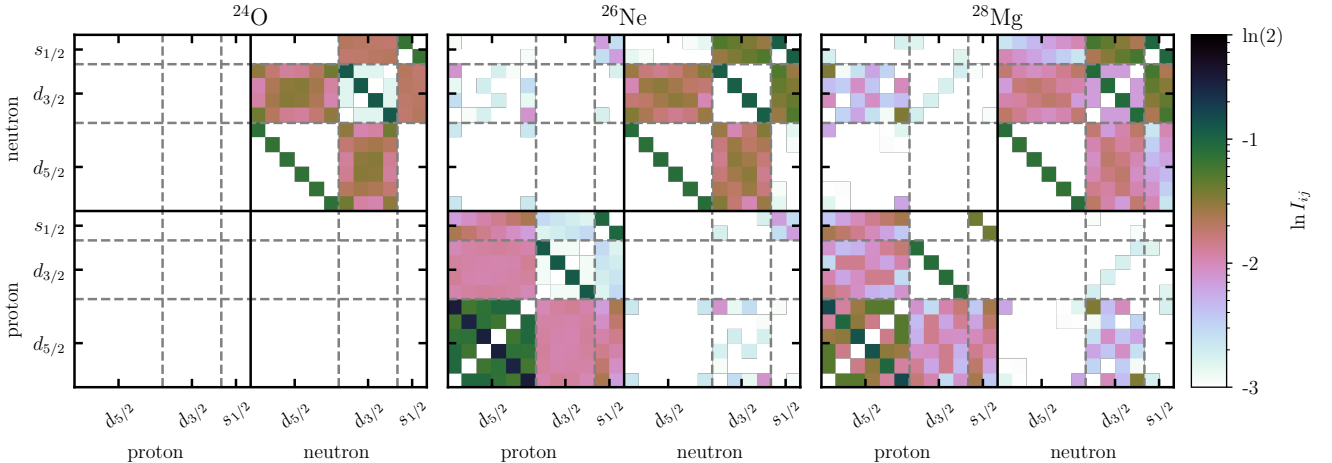 ²⁴O ²⁶Ne ²⁸Mg
s₁/₂
d₃/₂
d₅/₂
neutron
s₁/₂
d₃/₂
d₅/₂
proton
d₅/₂ d₃/₂ s₁/₂ d₅/₂ d₃/₂ s₁/₂
proton neutron
d₅/₂ d₃/₂ s₁/₂ d₅/₂ d₃/₂ s₁/₂
proton neutron
d₅/₂ d₃/₂ s₁/₂ d₅/₂ d₃/₂ s₁/₂
proton neutron
ln(2)
-1
-2
-3
ln Iᵢⱼ